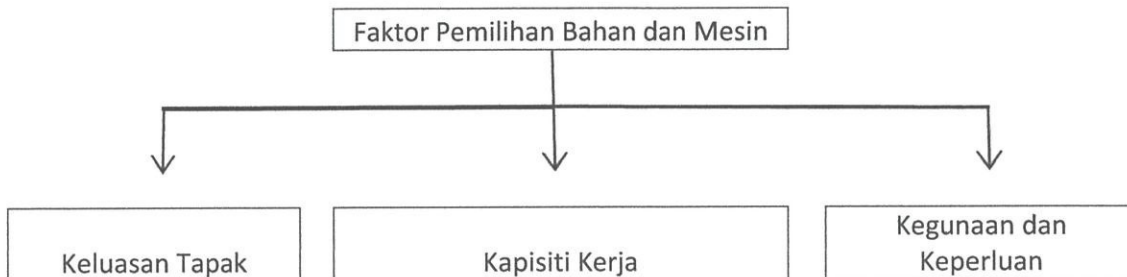 Faktor Pemilihan Bahan dan Mesin
Keluasan Tapak
Kapisiti Kerja
Kegunaan dan
Keperluan